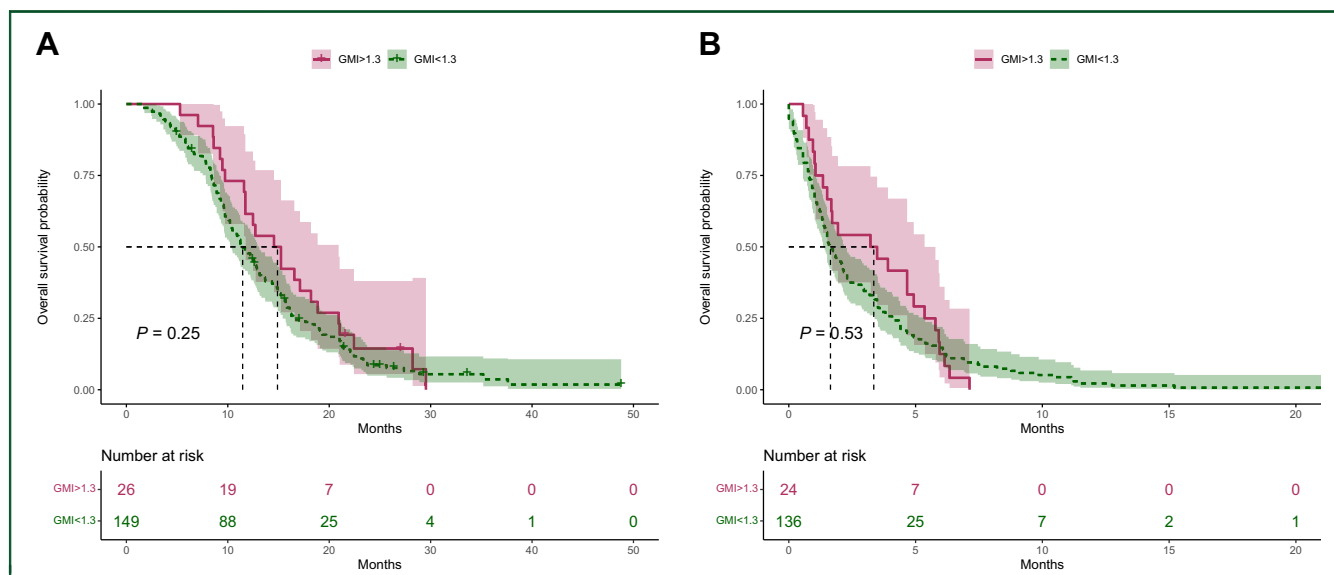 A
GMI>1.3 GMI<1.3
1.00
0.75
0.50
0.25
0.00
Overall survival probability
P = 0.25
0 10 20 30 40 50
Months
Number at risk
GMI>1.3 26 19 7 0 0 0
GMI<1.3 149 88 25 4 1 0
0 10 20 30 40 50
Months
B
GMI>1.3 GMI<1.3
1.00
0.75
0.50
0.25
0.00
Overall survival probability
P = 0.53
0 5 10 15 20
Months
Number at risk
GMI>1.3 24 7 0 0 0
GMI<1.3 136 25 7 2 1
0 5 10 15 20
Months